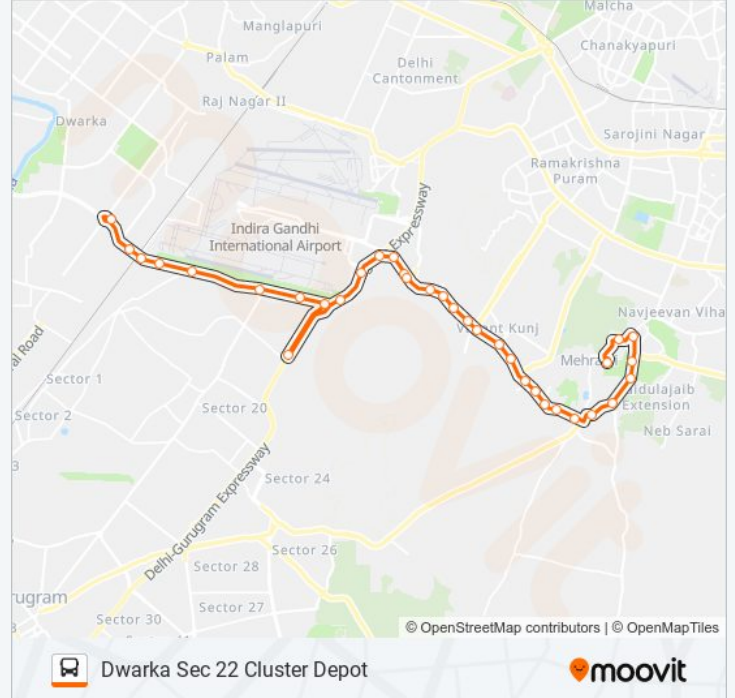 Malcha
Manglapuri
Chanakyapuri
Palam
Delhi
Cantonment
Raj Nagar II
Dwarka
Sarojini Nagar
Ramakrishna
Puram
Indira Gandhi
International Airport
Expressway
Navjeevan Viha
Kunj
Mehra
al Road
Sector 1
idulajaib
Extension
Sector 20
Sector 2
Neb Sarai
3
Sector 24
Delhi-Gurugram Expressway
Sector 26
Sector 28
rugram
Sector 27
Sector 30
© OpenStreetMap contributors | © OpenMapTiles
Dwarka Sec 22 Cluster Depot
moovit